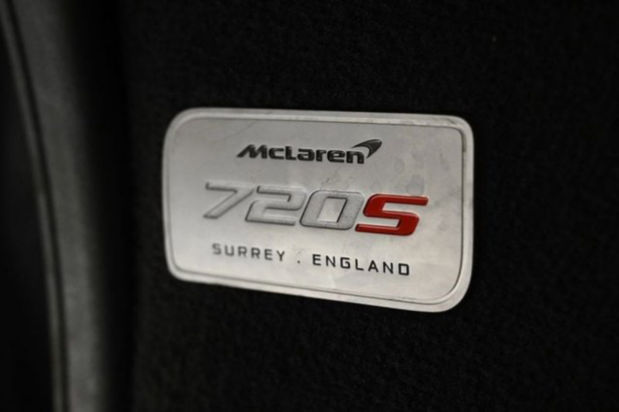 McLaren
720S
SURREY . ENGLAND